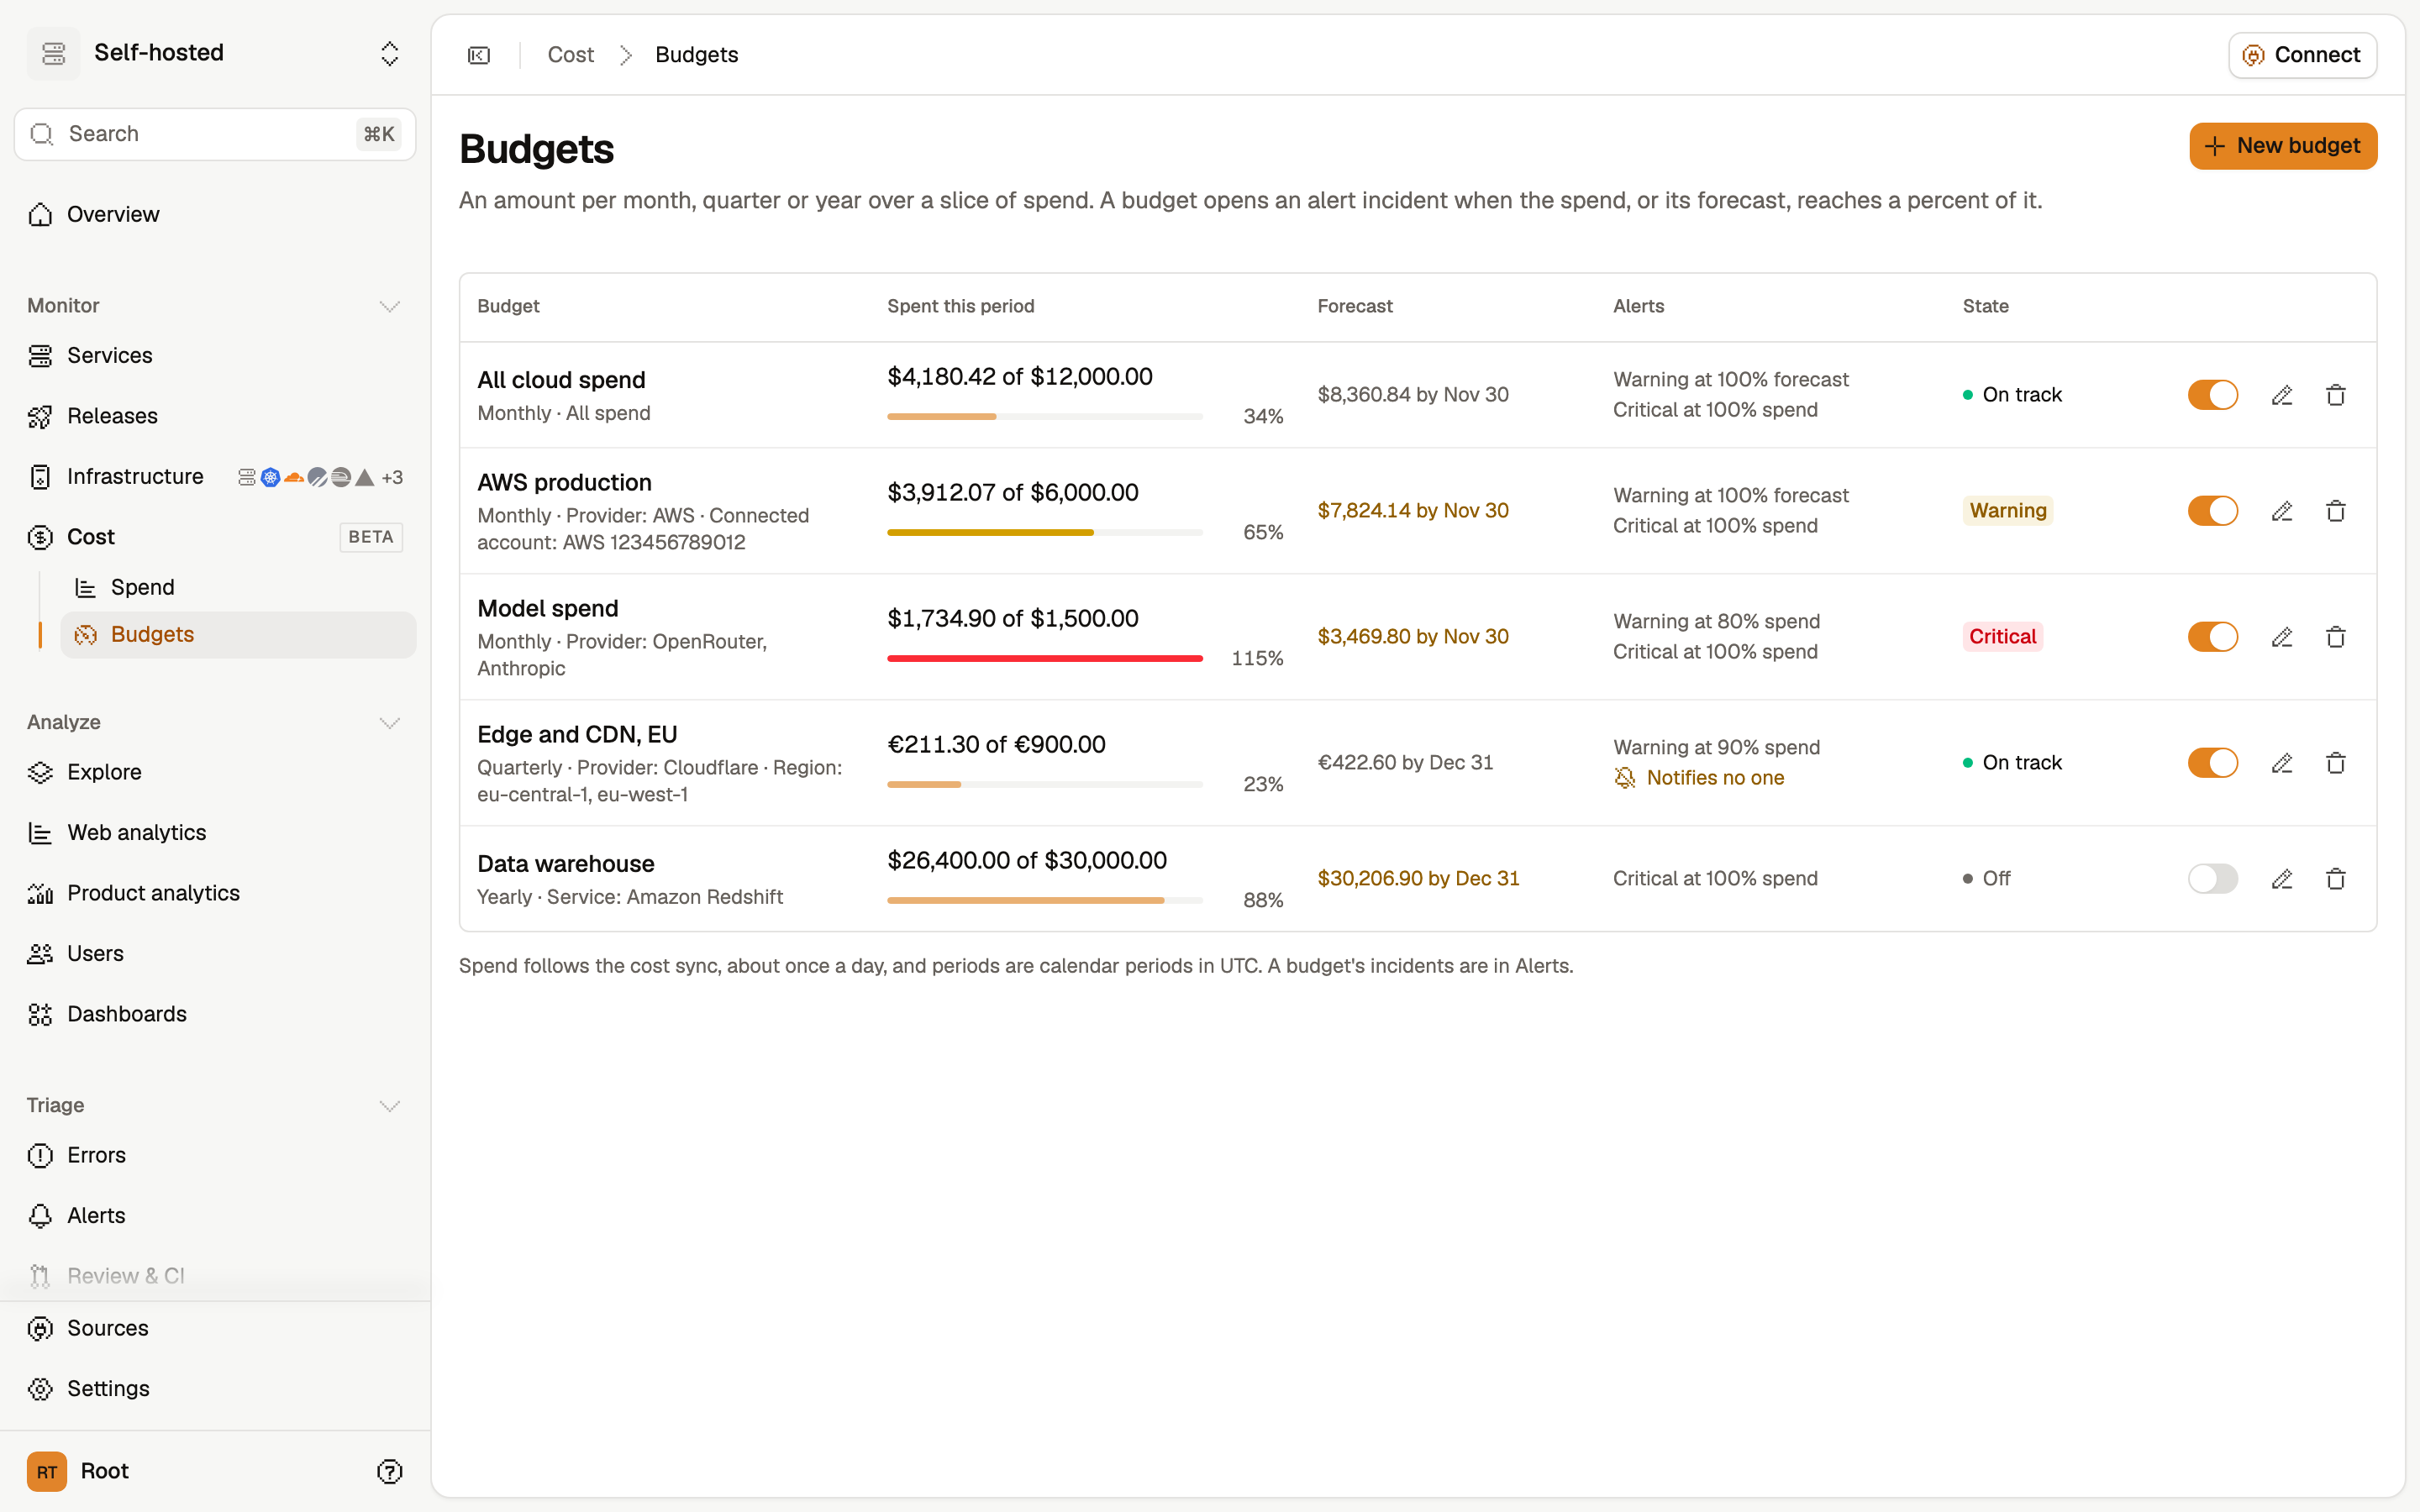 Self-hosted
Search ⌘K
Overview
Monitor
Services
Releases
Infrastructure +3
Cost BETA
Spend
Budgets
Analyze
Explore
Web analytics
Product analytics
Users
Dashboards
Triage
Errors
Alerts
Review & CI
Sources
Settings
RT Root
Cost Budgets
Connect
Budgets
New budget
An amount per month, quarter or year over a slice of spend. A budget opens an alert incident when the spend, or its forecast, reaches a percent of it.
Budget Spent this period Forecast Alerts State
All cloud spend
Monthly · All spend
$4,180.42 of $12,000.00
34%
$8,360.84 by Nov 30
Warning at 100% forecast
Critical at 100% spend
On track
AWS production
Monthly · Provider: AWS · Connected
account: AWS 123456789012
$3,912.07 of $6,000.00
65%
$7,824.14 by Nov 30
Warning at 100% forecast
Critical at 100% spend
Warning
Model spend
Monthly · Provider: OpenRouter,
Anthropic
$1,734.90 of $1,500.00
115%
$3,469.80 by Nov 30
Warning at 80% spend
Critical at 100% spend
Critical
Edge and CDN, EU
Quarterly · Provider: Cloudflare · Region:
eu-central-1, eu-west-1
€211.30 of €900.00
23%
€422.60 by Dec 31
Warning at 90% spend
Notifies no one
On track
Data warehouse
Yearly · Service: Amazon Redshift
$26,400.00 of $30,000.00
88%
$30,206.90 by Dec 31
Critical at 100% spend
Off
Spend follows the cost sync, about once a day, and periods are calendar periods in UTC. A budget's incidents are in Alerts.